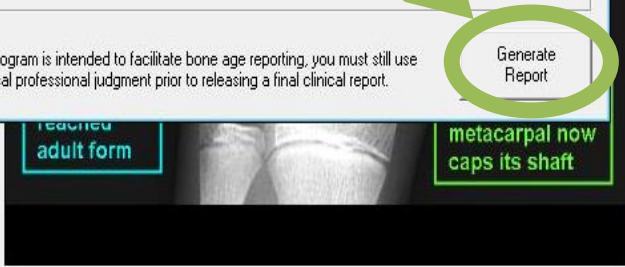 ogram is intended to facilitate bone age reporting, you must still use
al professional judgment prior to releasing a final clinical report.
Generate
Report
reached
adult form
metacarpal now
caps its shaft